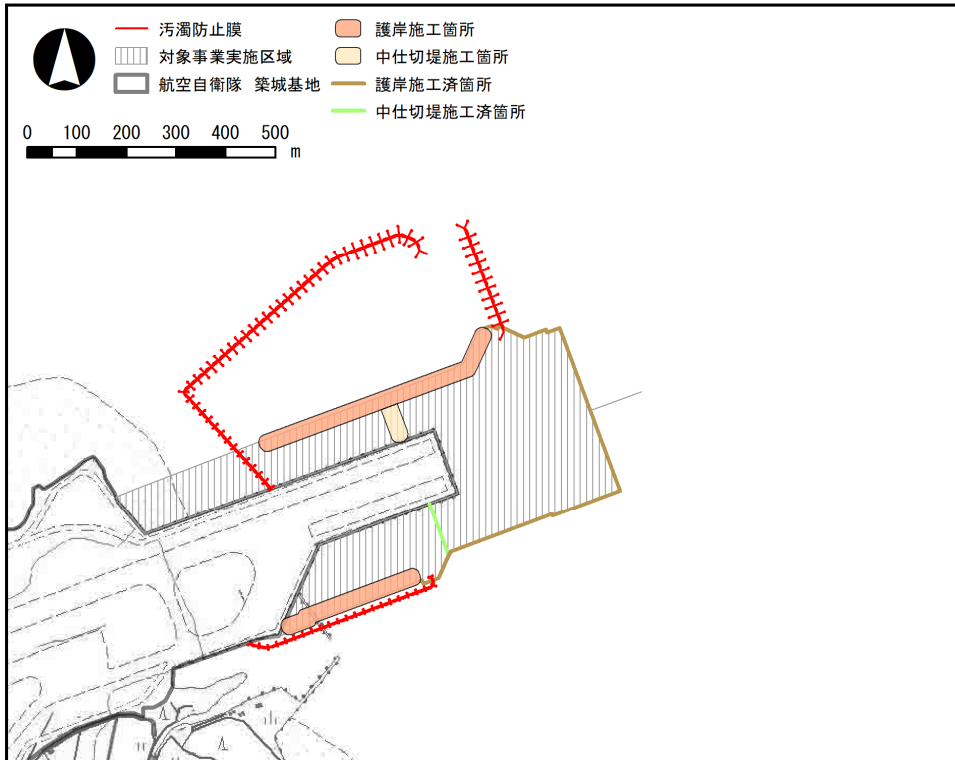 汚濁防止膜
対象事業実施区域
航空自衛隊 築城基地
護岸施工箇所
中仕切堤施工箇所
護岸施工済箇所
中仕切堤施工済箇所
0 100 200 300 400 500
m